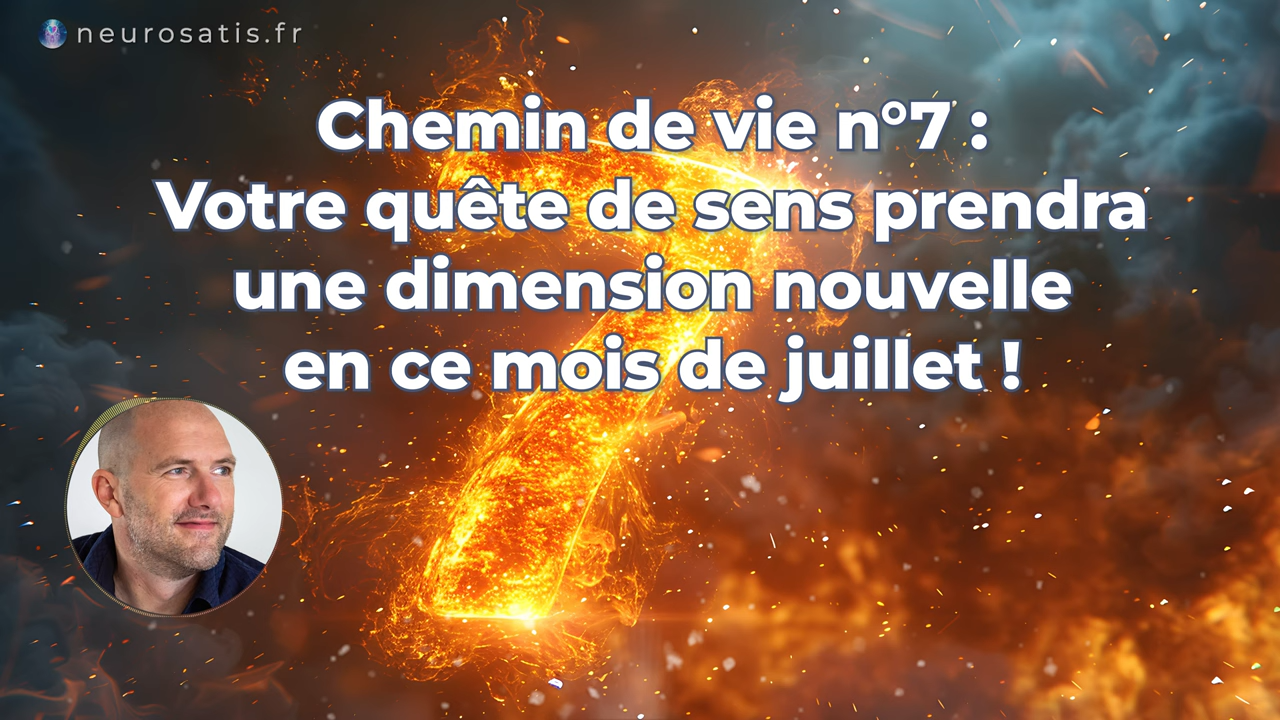 neurosatis.fr
Chemin de vie n°7 :
Votre quête de sens prendra
une dimension nouvelle
en ce mois de juillet !
7